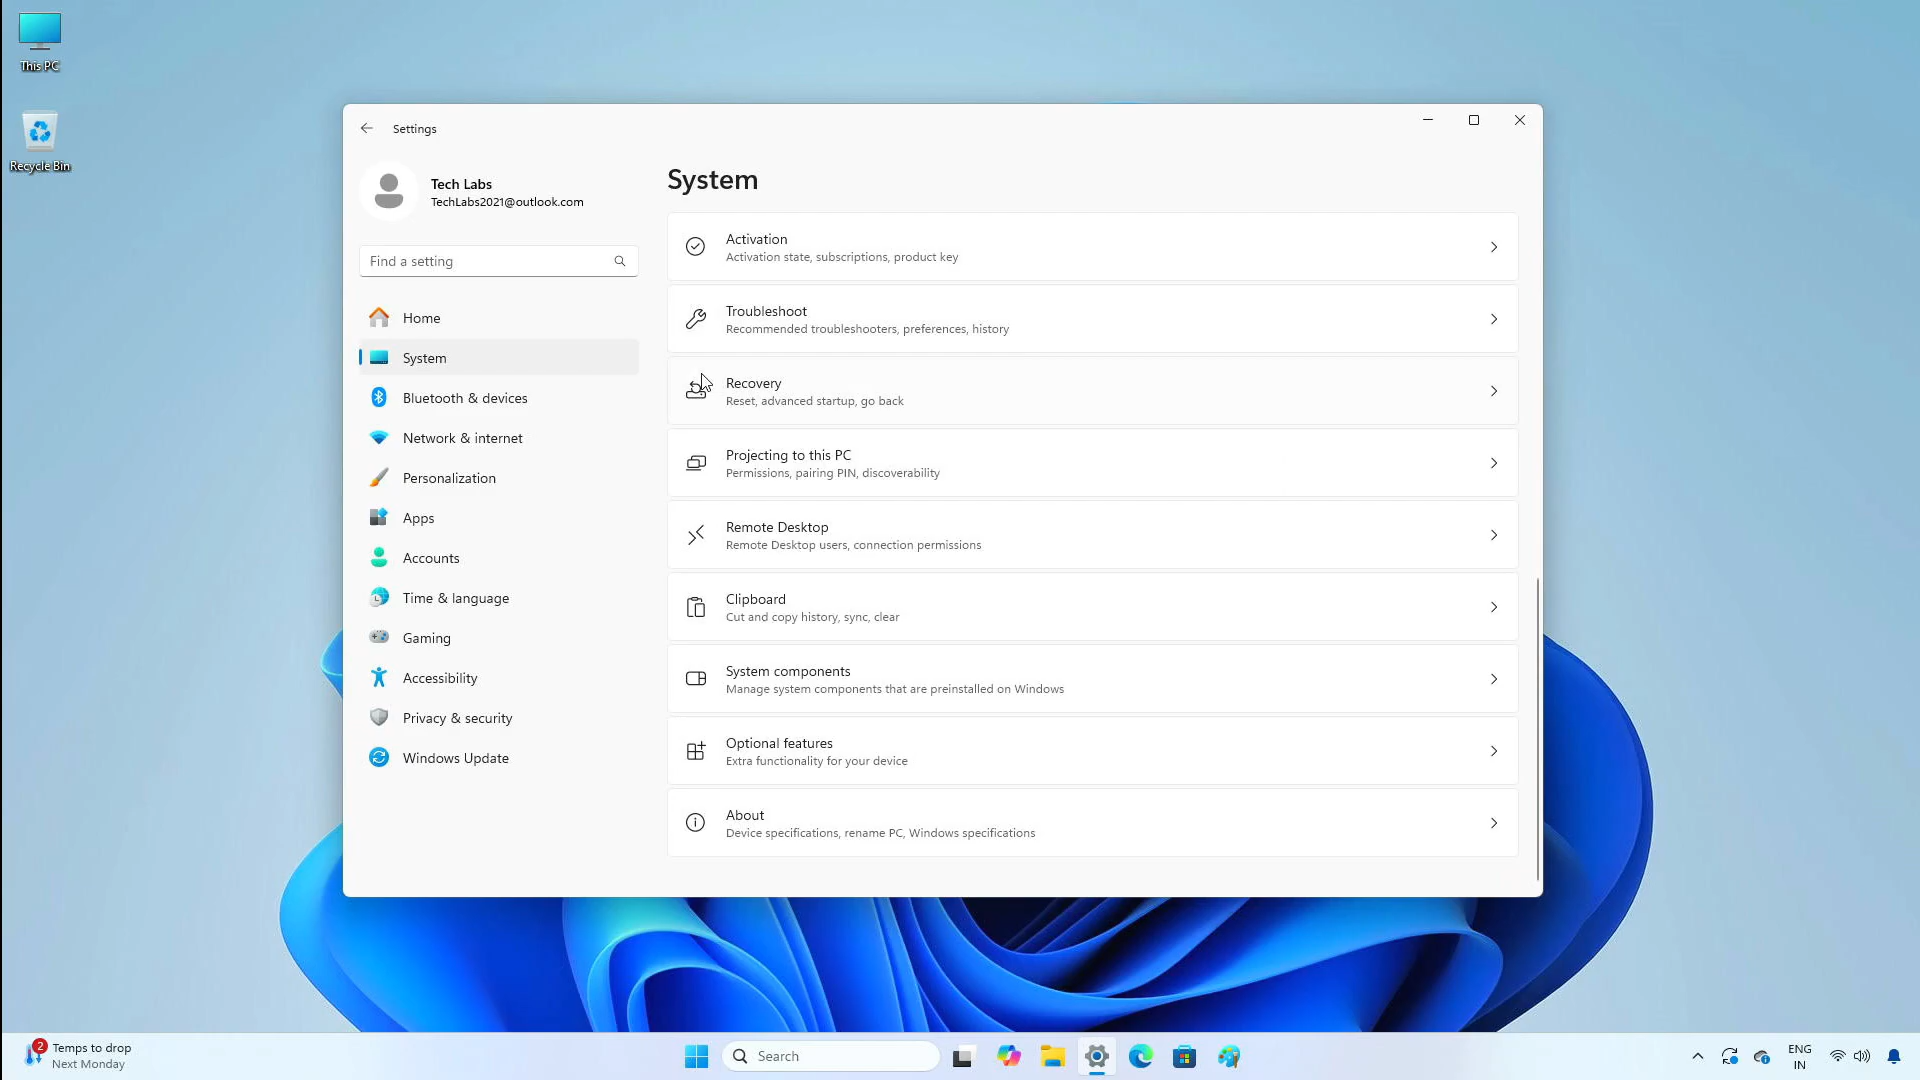 This PC
Recycle Bin
Settings
Tech Labs
TechLabs2021@outlook.com
Find a setting
Home
System
Bluetooth & devices
Network & internet
Personalization
Apps
Accounts
Time & language
Gaming
Accessibility
Privacy & security
Windows Update
System
Activation
Activation state, subscriptions, product key
Troubleshoot
Recommended troubleshooters, preferences, history
Recovery
Reset, advanced startup, go back
Projecting to this PC
Permissions, pairing PIN, discoverability
Remote Desktop
Remote Desktop users, connection permissions
Clipboard
Cut and copy history, sync, clear
System components
Manage system components that are preinstalled on Windows
Optional features
Extra functionality for your device
About
Device specifications, rename PC, Windows specifications
2
Temps to drop
Next Monday
Search
ENG
IN